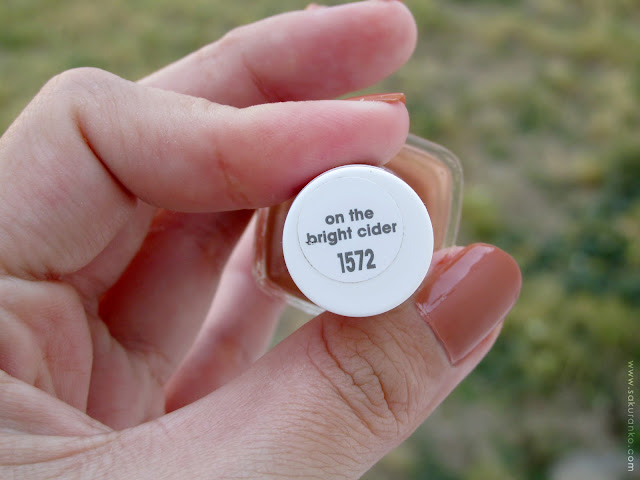 on the
bright cider
1572
www.sakuranko.com